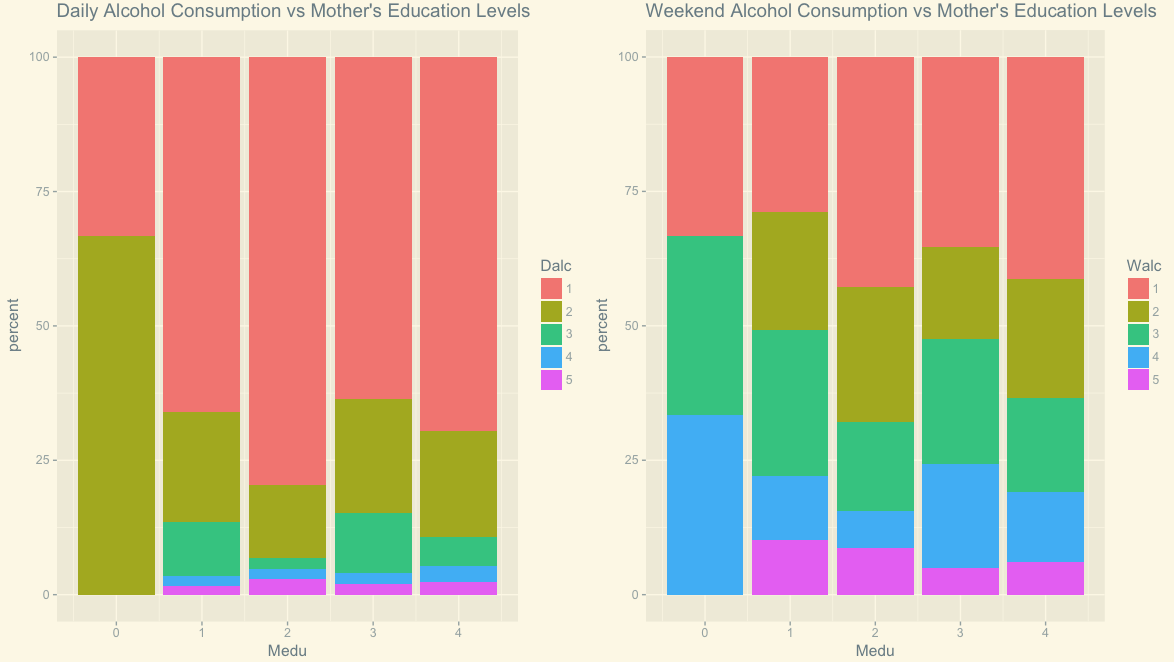 Daily Alcohol Consumption vs Mother's Education Levels
percent
100
75
50
25
0
0 1 2 3 4
Medu
Dalc
1
2
3
4
5
Weekend Alcohol Consumption vs Mother's Education Levels
percent
100
75
50
25
0
0 1 2 3 4
Medu
Walc
1
2
3
4
5